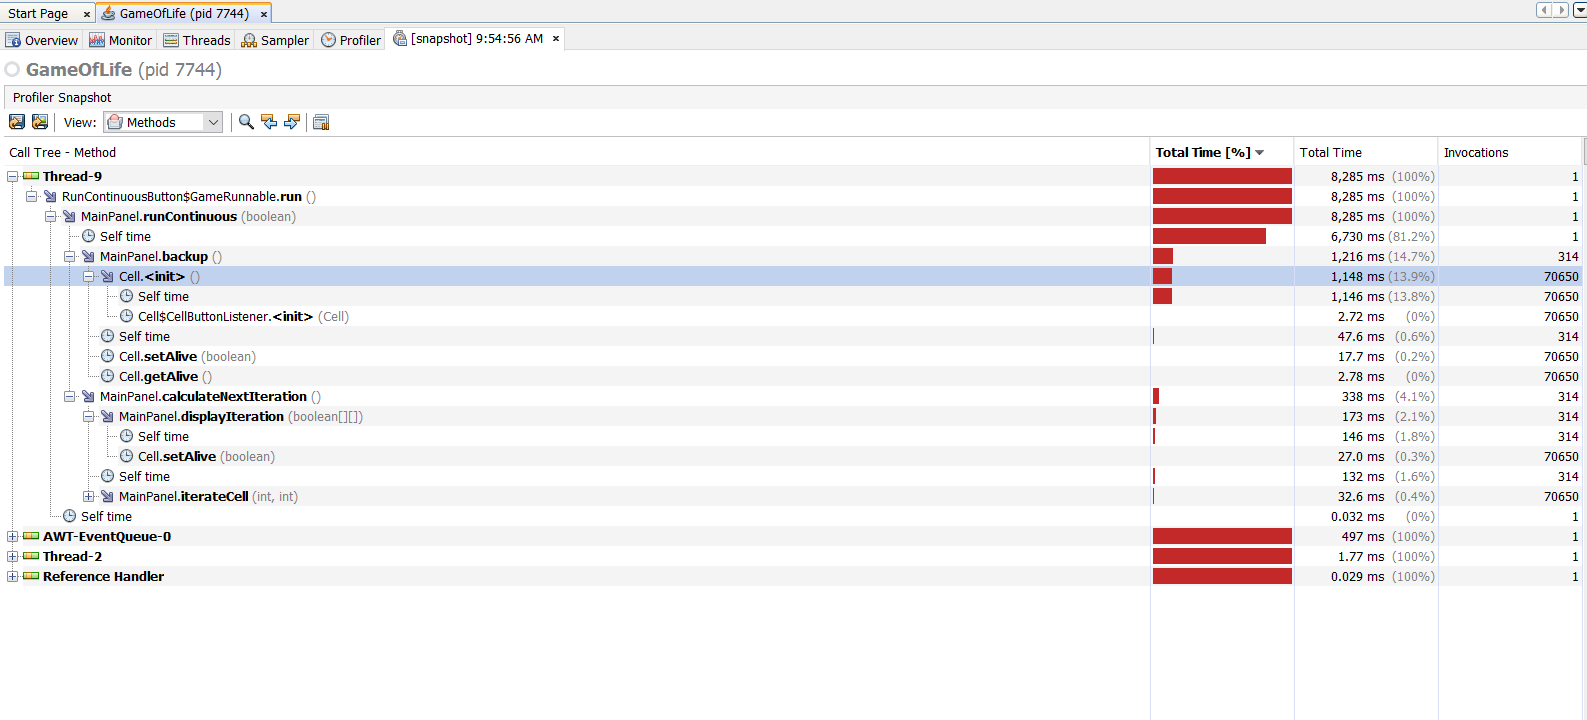 Start Page × GameOfLife (pid 7744) ×
Overview Monitor Threads Sampler Profiler [snapshot] 9:54:56 AM ×
GameOfLife (pid 7744)
Profiler Snapshot
View: Methods
Call Tree - Method Total Time [%] Total Time Invocations
Thread-9 8,285 ms (100%) 1
RunContinuousButton$GameRunnable.run () 8,285 ms (100%) 1
MainPanel.runContinuous (boolean) 8,285 ms (100%) 1
Self time 6,730 ms (81.2%) 1
MainPanel.backup () 1,216 ms (14.7%) 314
Cell.<init> () 1,148 ms (13.9%) 70650
Self time 1,146 ms (13.8%) 70650
Cell$CellButtonListener.<init> (Cell) 2.72 ms (0%) 70650
Self time 47.6 ms (0.6%) 314
Cell.setAlive (boolean) 17.7 ms (0.2%) 70650
Cell.getAlive () 2.78 ms (0%) 70650
MainPanel.calculateNextIteration () 338 ms (4.1%) 314
MainPanel.displayIteration (boolean[][]) 173 ms (2.1%) 314
Self time 146 ms (1.8%) 314
Cell.setAlive (boolean) 27.0 ms (0.3%) 70650
Self time 132 ms (1.6%) 314
MainPanel.iterateCell (int, int) 32.6 ms (0.4%) 70650
Self time 0.032 ms (0%) 1
AWT-EventQueue-0 497 ms (100%) 1
Thread-2 1.77 ms (100%) 1
Reference Handler 0.029 ms (100%) 1